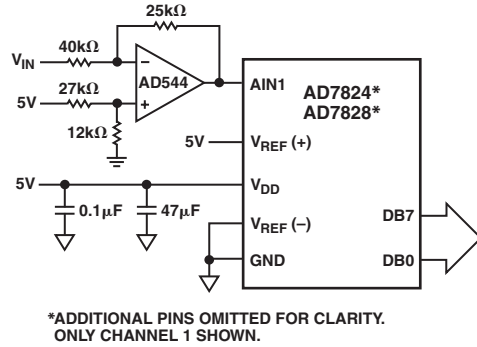 25kΩ
V_IN 40kΩ
−
AD544
5V 27kΩ
+
12kΩ
AIN1
AD7824*
AD7828*
5V V_REF (+)
5V V_DD
0.1μF 47μF
V_REF (−)
GND
DB7
DB0
*ADDITIONAL PINS OMITTED FOR CLARITY.
ONLY CHANNEL 1 SHOWN.